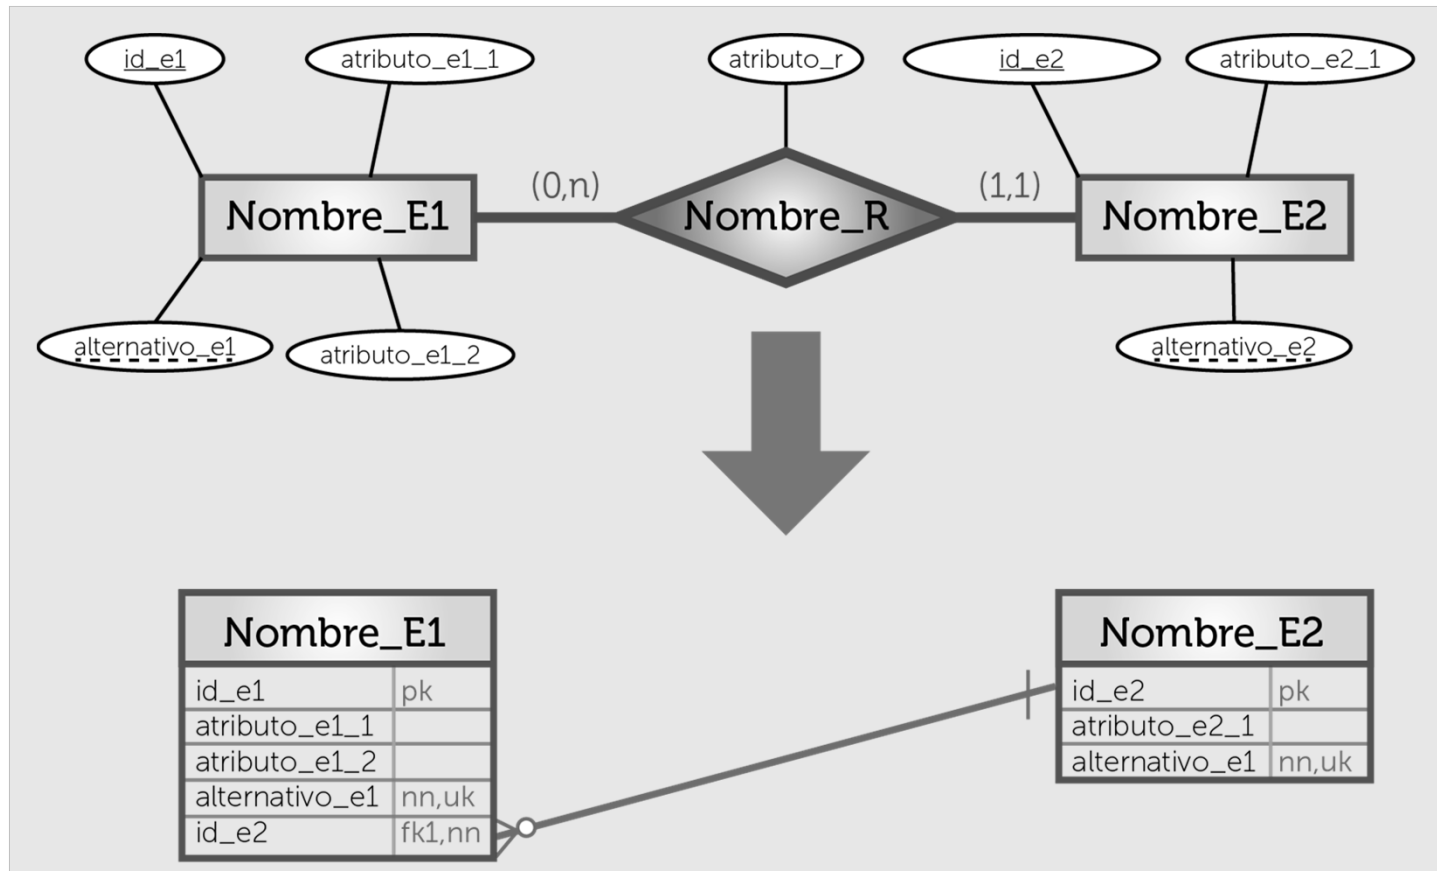 id_e1
atributo_e1_1
atributo_r
id_e2
atributo_e2_1
(0,n)
(1,1)
Nombre_E1
Nombre_R
Nombre_E2
alternativo_e1
atributo_e1_2
alternativo_e2
Nombre_E1
id_e1 pk
atributo_e1_1
atributo_e1_2
alternativo_e1 nn,uk
id_e2 fk1,nn
Nombre_E2
id_e2 pk
atributo_e2_1
alternativo_e1 nn,uk